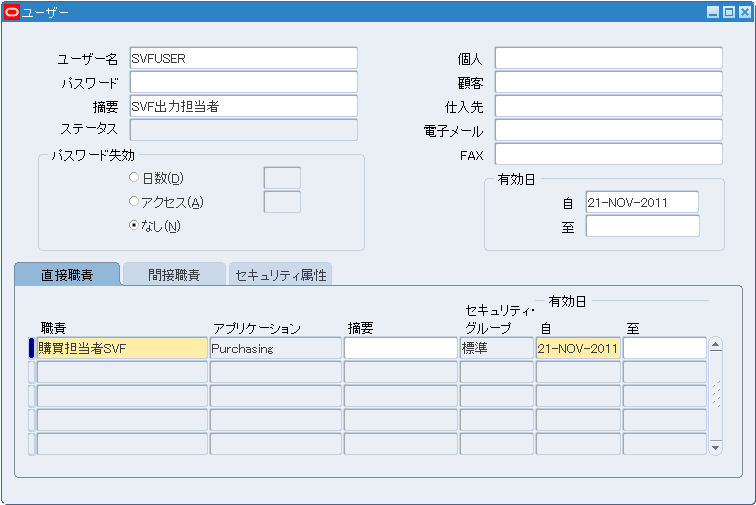 ユーザー
ユーザー名 SVFUSER
パスワード
摘要 SVF出力担当者
ステータス
パスワード失効
日数(D)
アクセス(A)
なし(N)
個人
顧客
仕入先
電子メール
FAX
有効日
自 21-NOV-2011
至
直接職責 間接職責 セキュリティ属性
有効日
セキュリティ・
職責 アプリケーション 摘要 グループ 自 至
購買担当者SVF Purchasing 標準 21-NOV-2011